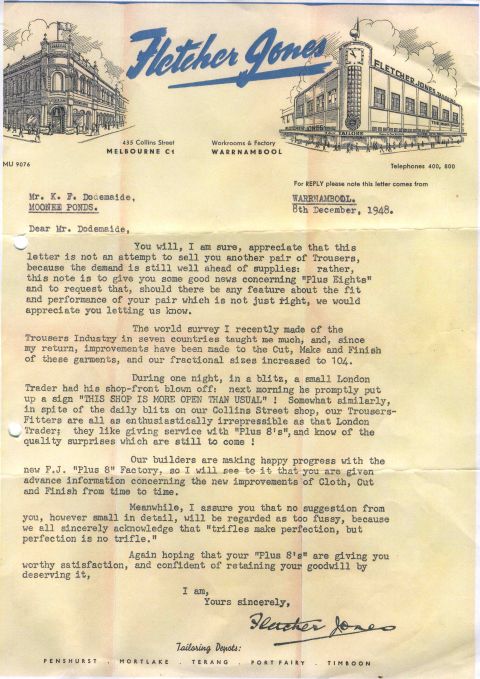 Fletcher Jones
FLETCHER JONES
TAILORS
435 Collins Street
MELBOURNE C1
Workrooms & Factory
WARRNAMBOOL
MU 9076
Telephones 400, 800
For REPLY please note this letter comes from
Mr. K. F. Dodemaide,
MOONEE PONDS.
WARRNAMBOOL.
8th December, 1948.
Dear Mr. Dodemaide,
You will, I am sure, appreciate that this
letter is not an attempt to sell you another pair of Trousers,
because the demand is still well ahead of supplies: rather,
this note is to give you some good news concerning "Plus Eights"
and to request that, should there be any feature about the fit
and performance of your pair which is not just right, we would
appreciate you letting us know.
The world survey I recently made of the
Trousers Industry in seven countries taught me much, and, since
my return, improvements have been made to the Cut, Make and Finish
of these garments, and our fractional sizes increased to 104.
During one night, in a blitz, a small London
Trader had his shop-front blown off: next morning he promptly put
up a sign "THIS SHOP IS MORE OPEN THAN USUAL" ! Somewhat similarly,
in spite of the daily blitz on our Collins Street shop, our Trousers-
Fitters are all as enthusiastically irrepressible as that London
Trader; they like giving service with "Plus 8's", and know of the
quality surprises which are still to come !
Our builders are making happy progress with the
new F.J. "Plus 8" Factory, so I will see to it that you are given
advance information concerning the new improvements of Cloth, Cut
and Finish from time to time.
Meanwhile, I assure you that no suggestion from
you, however small in detail, will be regarded as too fussy, because
we all sincerely acknowledge that "trifles make perfection, but
perfection is no trifle."
Again hoping that your "Plus 8's" are giving you
worthy satisfaction, and confident of retaining your goodwill by
deserving it,
I am,
Yours sincerely,
Fletcher Jones
Tailoring Depots:
PENSHURST . MORTLAKE . TERANG . PORT FAIRY . TIMBOON